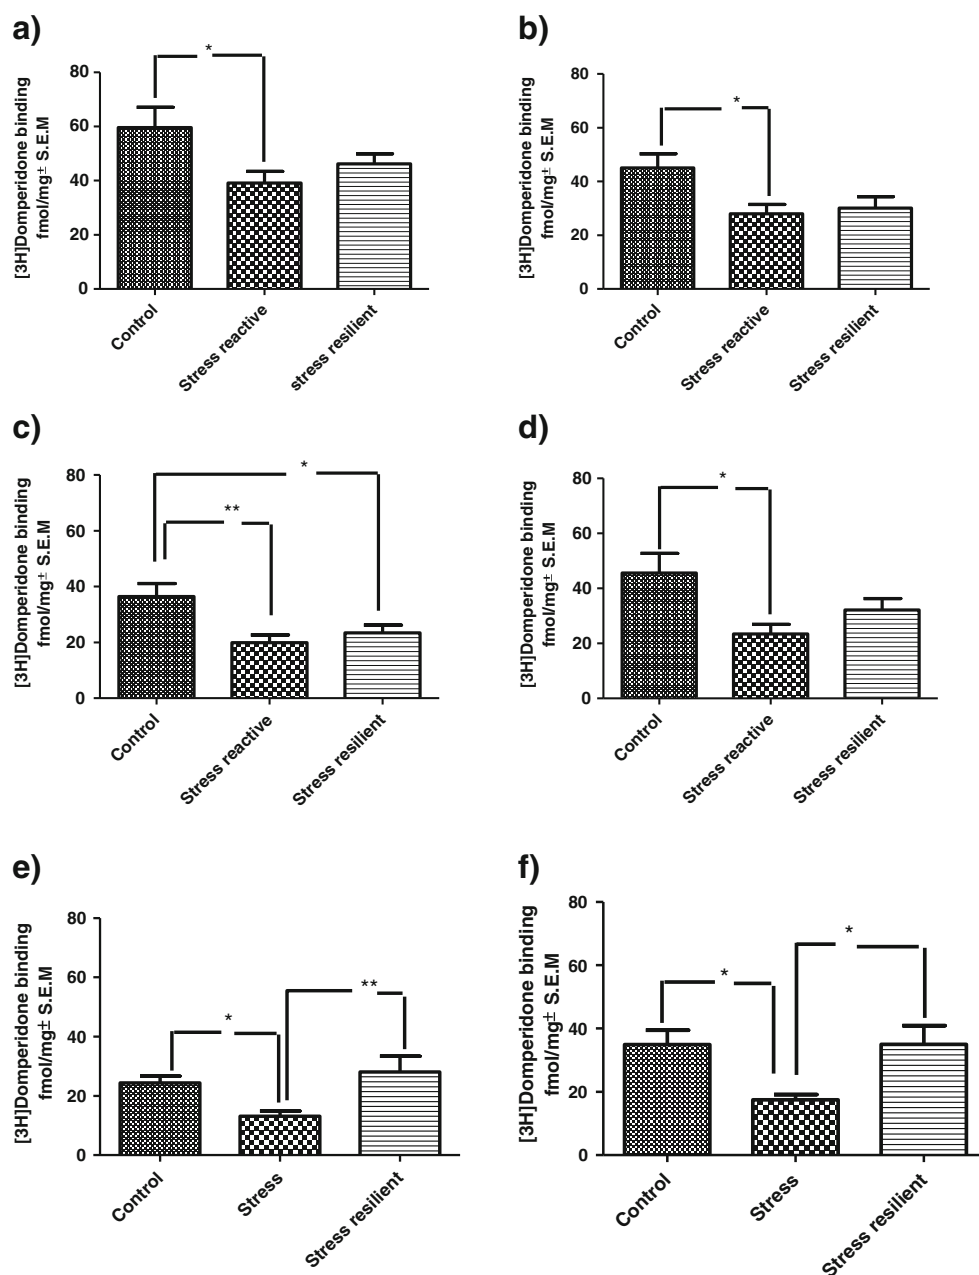 a)
[3H]Domperidone binding
fmol/mg± S.E.M
80
60
40
20
0
*
Control
Stress reactive
stress resilient
b)
[3H]Domperidone binding
fmol/mg± S.E.M
80
60
40
20
0
*
Control
Stress reactive
Stress resilient
c)
[3H]Domperidone binding
fmol/mg± S.E.M
80
60
40
20
0
*
**
Control
Stress reactive
Stress resilient
d)
[3H]Domperidone binding
fmol/mg± S.E.M
80
60
40
20
0
*
Control
Stress reactive
Stress resilient
e)
[3H]Domperidone binding
fmol/mg± S.E.M
80
60
40
20
0
*
**
Control
Stress
Stress resilient
f)
[3H]Domperidone binding
fmol/mg± S.E.M
80
60
40
20
0
*
*
Control
Stress
Stress resilient